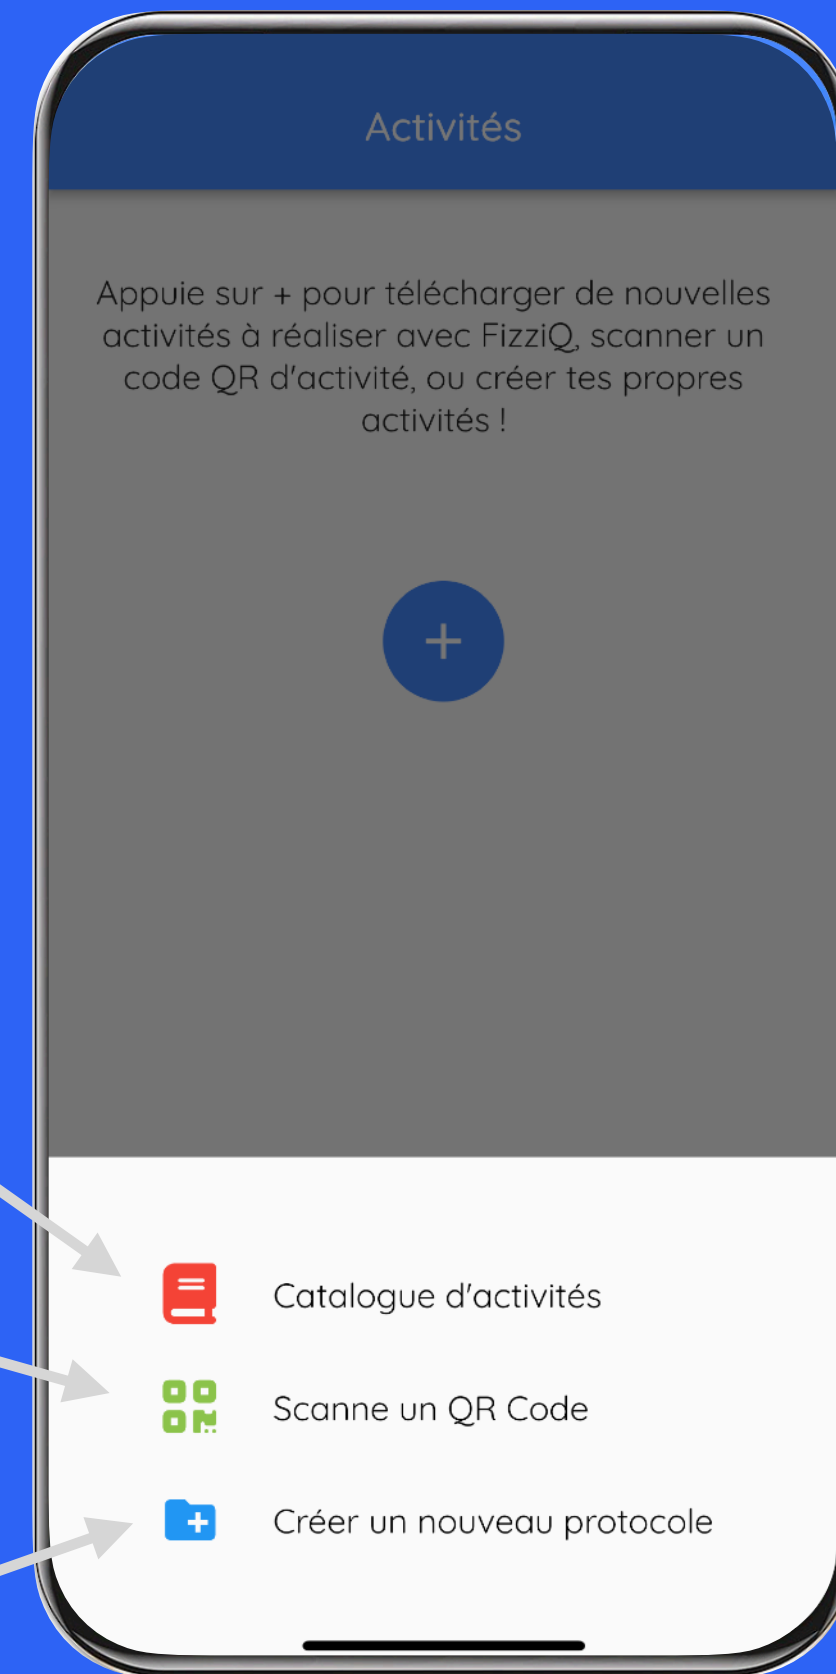 Activités
Appuie sur + pour télécharger de nouvelles
activités à réaliser avec FizziQ, scanner un
code QR d'activité, ou créer tes propres
activités !
+
Catalogue d'activités
Scanne un QR Code
Créer un nouveau protocole